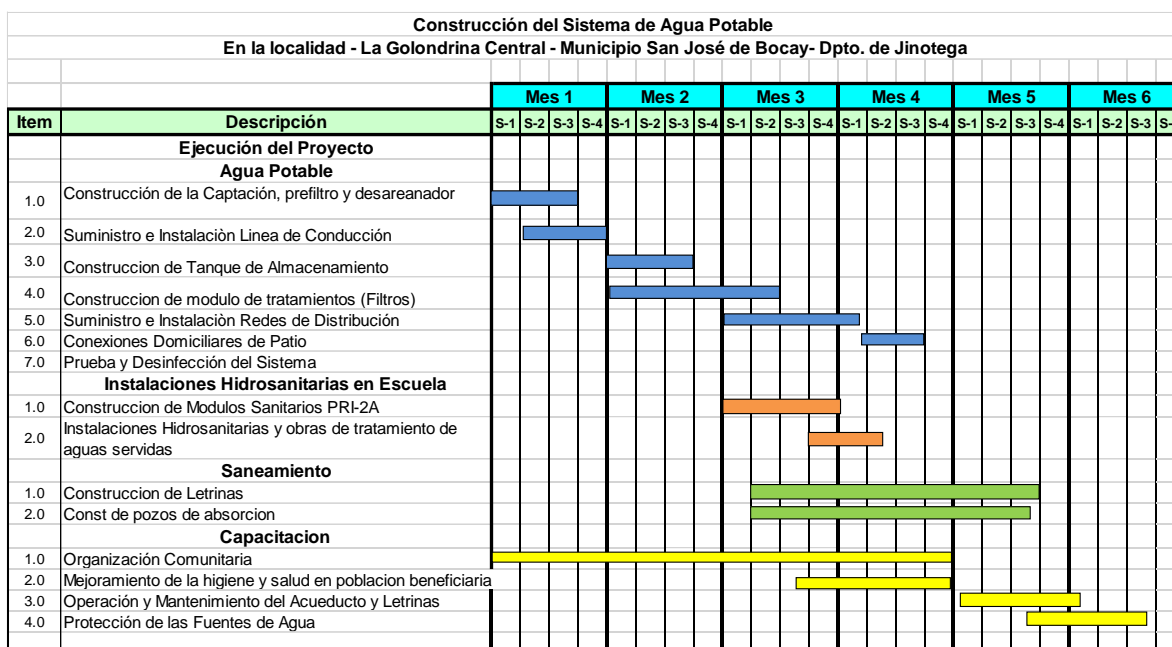 Construcción del Sistema de Agua Potable
En la localidad - La Golondrina Central - Municipio San José de Bocay- Dpto. de Jinotega
Mes 1 Mes 2 Mes 3 Mes 4 Mes 5 Mes 6
Item Descripción S-1 S-2 S-3 S-4 S-1 S-2 S-3 S-4 S-1 S-2 S-3 S-4 S-1 S-2 S-3 S-4 S-1 S-2 S-3 S-4 S-1 S-2 S-3
Ejecución del Proyecto
Agua Potable
1.0 Construcción de la Captación, prefiltro y desareanador
2.0 Suministro e Instalaciòn Linea de Conducción
3.0 Construccion de Tanque de Almacenamiento
4.0 Construccion de modulo de tratamientos (Filtros)
5.0 Suministro e Instalaciòn Redes de Distribución
6.0 Conexiones Domiciliares de Patio
7.0 Prueba y Desinfección del Sistema
Instalaciones Hidrosanitarias en Escuela
1.0 Construccion de Modulos Sanitarios PRI-2A
2.0 Instalaciones Hidrosanitarias y obras de tratamiento de
aguas servidas
Saneamiento
1.0 Construccion de Letrinas
2.0 Const de pozos de absorcion
Capacitacion
1.0 Organización Comunitaria
2.0 Mejoramiento de la higiene y salud en poblacion beneficiaria
3.0 Operación y Mantenimiento del Acueducto y Letrinas
4.0 Protección de las Fuentes de Agua